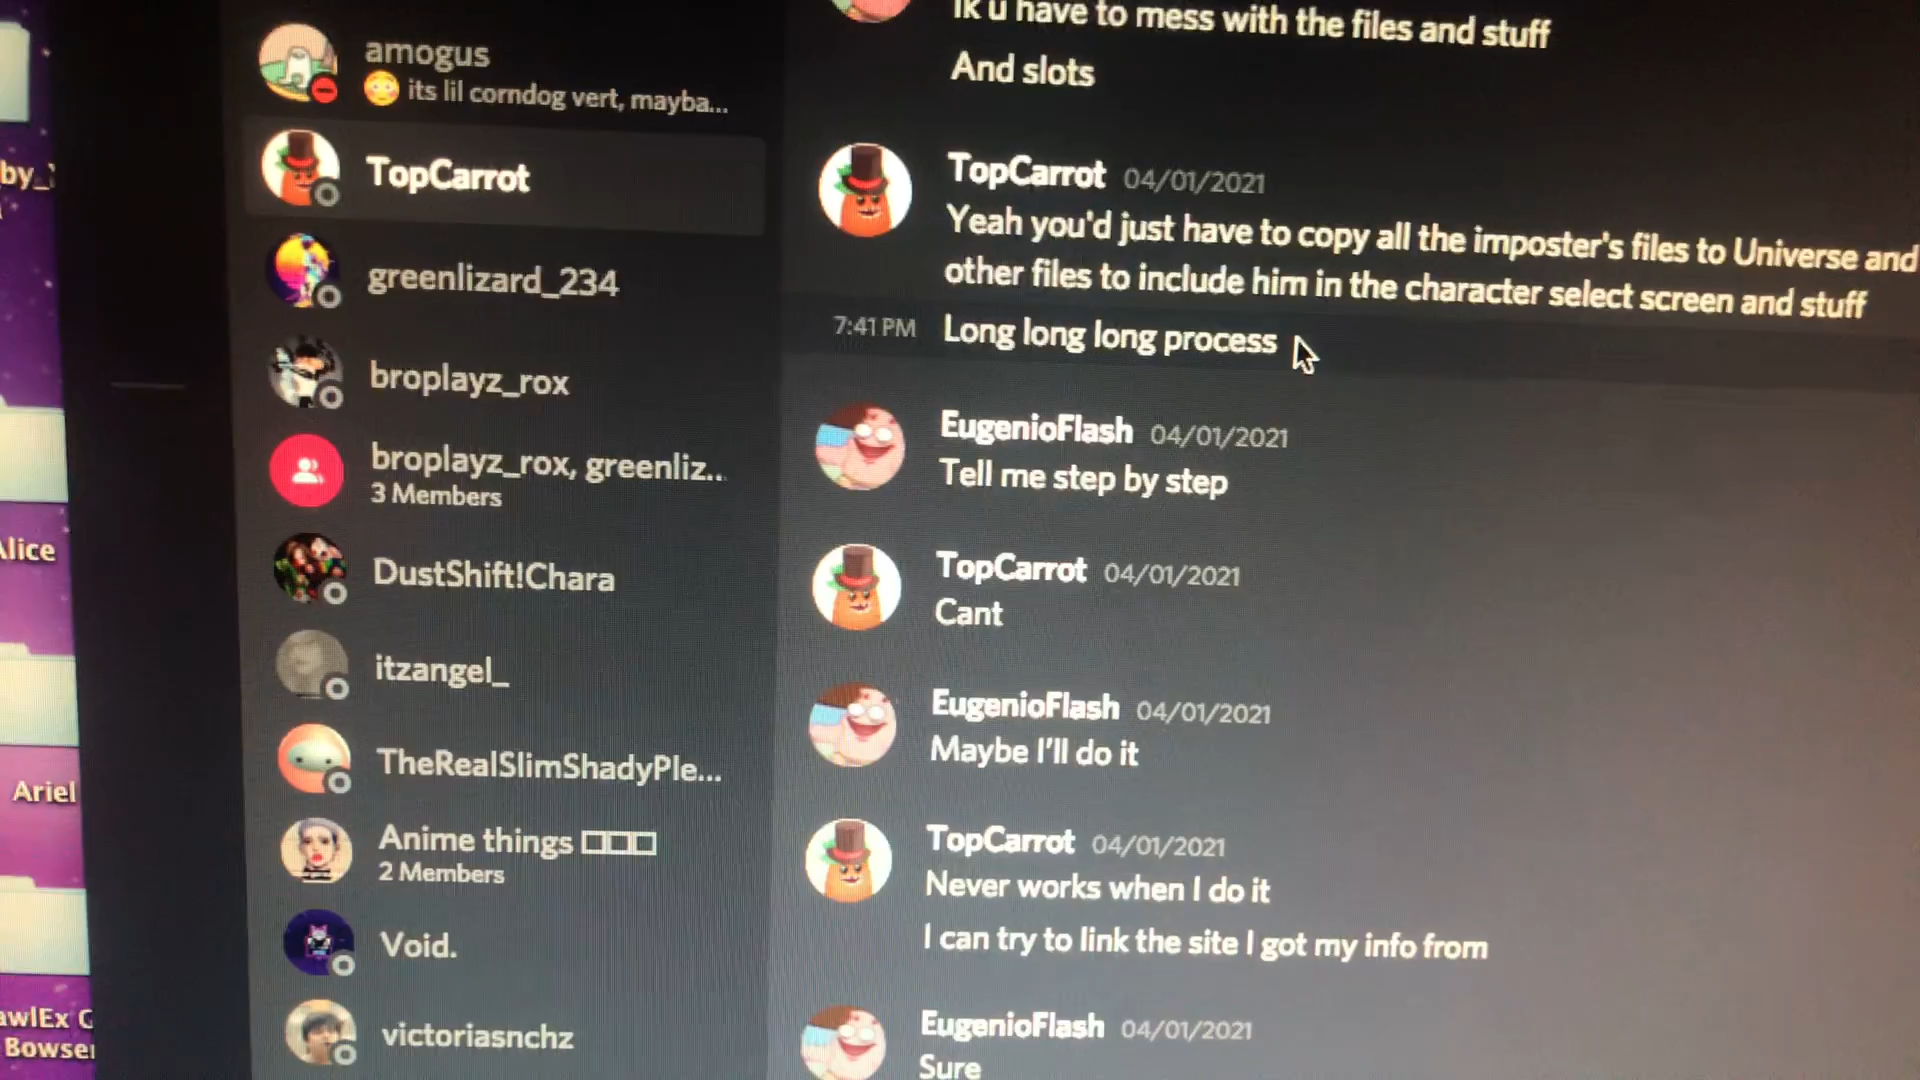 amogus
its lil corndog vert, mayba...
TopCarrot
greenlizard_234
broplayz_rox
broplayz_rox, greenliz...
3 Members
DustShift!Chara
itzangel_
TheRealSlimShadyPle...
Anime things □□□
2 Members
Void.
victoriasnchz
Ik u have to mess with the files and stuff
And slots
TopCarrot 04/01/2021
Yeah you'd just have to copy all the imposter's files to Universe and
other files to include him in the character select screen and stuff
7:41 PM Long long long process
EugenioFlash 04/01/2021
Tell me step by step
TopCarrot 04/01/2021
Cant
EugenioFlash 04/01/2021
Maybe I'll do it
TopCarrot 04/01/2021
Never works when I do it
I can try to link the site I got my info from
EugenioFlash 04/01/2021
Sure
by_
Alice
Ariel
awlEx
Bowser